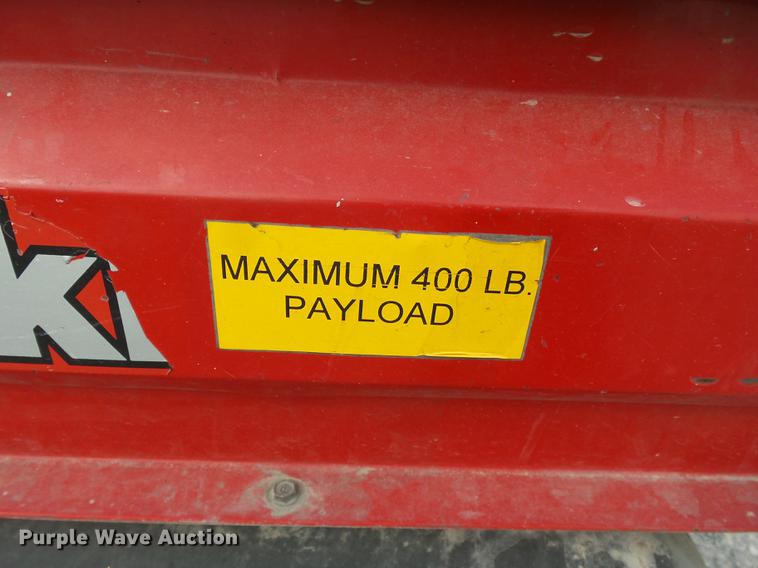 k
MAXIMUM 400 LB.
PAYLOAD
Purple Wave Auction